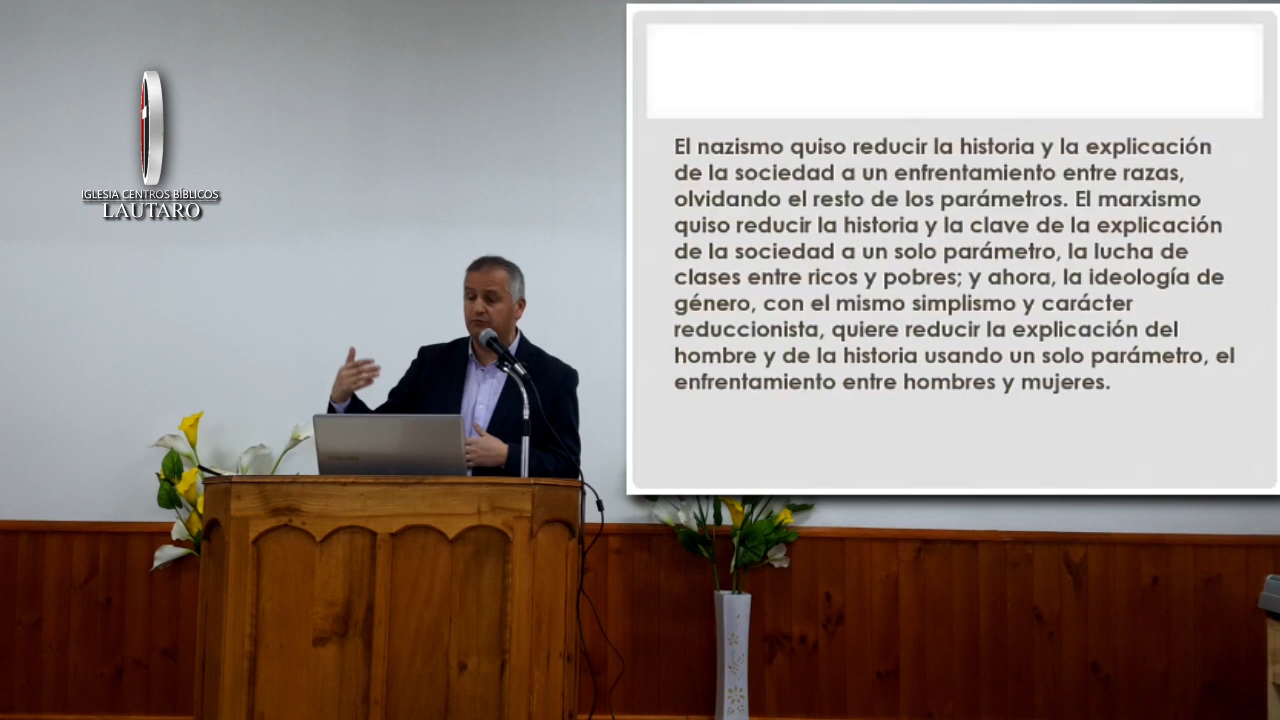 IGLESIA CENTROS BÍBLICOS
LAUTARO
El nazismo quiso reducir la historia y la explicación
de la sociedad a un enfrentamiento entre razas,
olvidando el resto de los parámetros. El marxismo
quiso reducir la historia y la clave de la explicación
de la sociedad a un solo parámetro, la lucha de
clases entre ricos y pobres; y ahora, la ideología de
género, con el mismo simplismo y carácter
reduccionista, quiere reducir la explicación del
hombre y de la historia usando un solo parámetro, el
enfrentamiento entre hombres y mujeres.